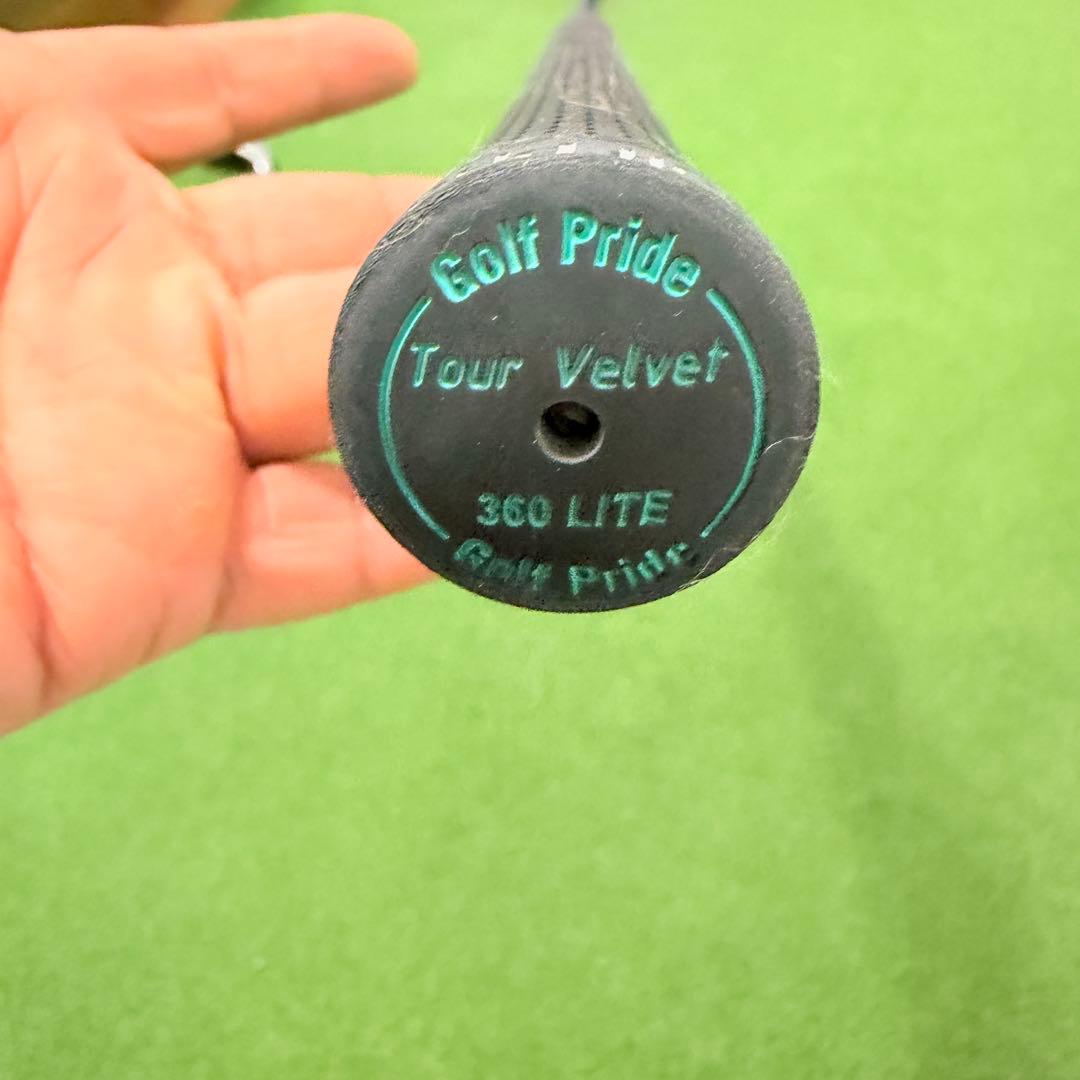 Golf Pride
Tour Velvet
360 LITE
Golf Pride